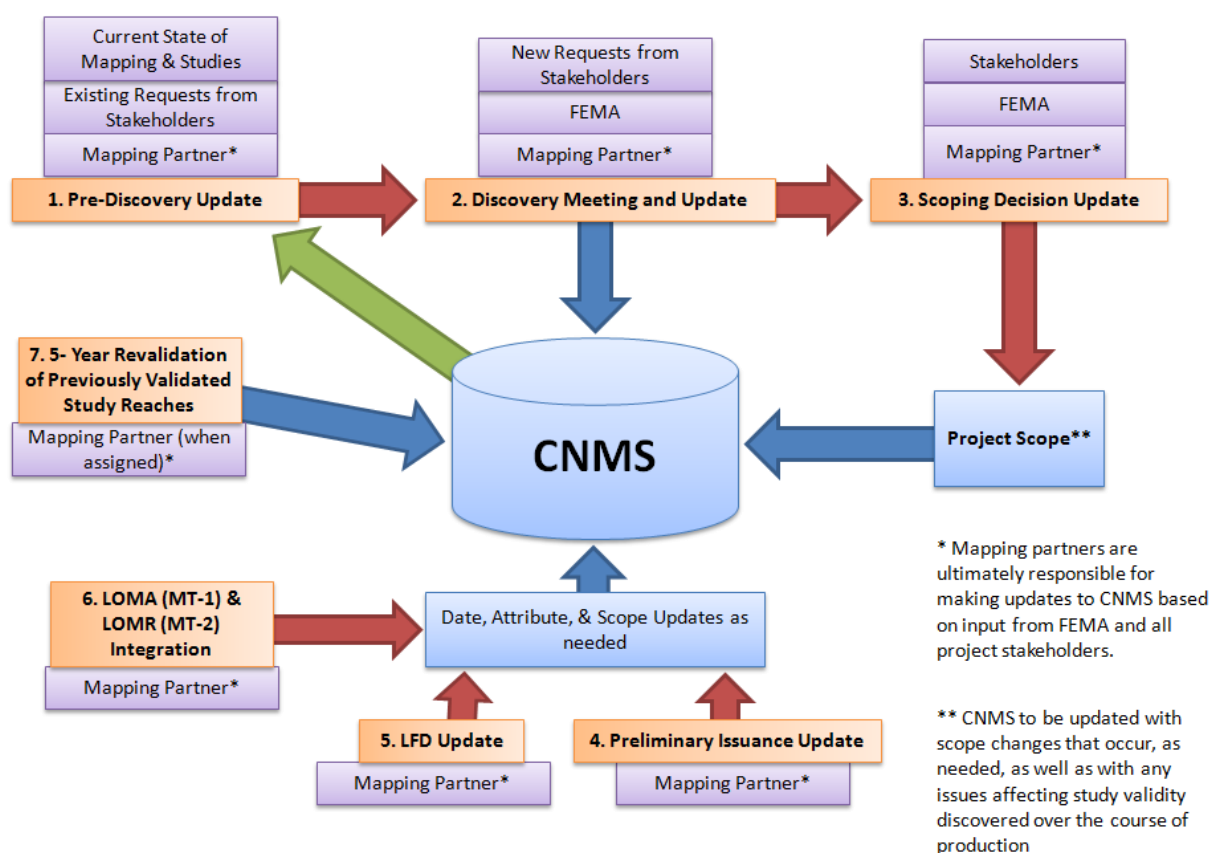 Current State of
Mapping & Studies
Existing Requests from
Stakeholders
Mapping Partner*
1. Pre-Discovery Update
New Requests from
Stakeholders
FEMA
Mapping Partner*
2. Discovery Meeting and Update
Stakeholders
FEMA
Mapping Partner*
3. Scoping Decision Update
7. 5- Year Revalidation
of Previously Validated
Study Reaches
Mapping Partner (when
assigned)*
CNMS
Project Scope**
6. LOMA (MT-1) &
LOMR (MT-2)
Integration
Mapping Partner*
Date, Attribute, & Scope Updates as
needed
5. LFD Update
Mapping Partner*
4. Preliminary Issuance Update
Mapping Partner*
* Mapping partners are
ultimately responsible for
making updates to CNMS based
on input from FEMA and all
project stakeholders.
** CNMS to be updated with
scope changes that occur, as
needed, as well as with any
issues affecting study validity
discovered over the course of
production